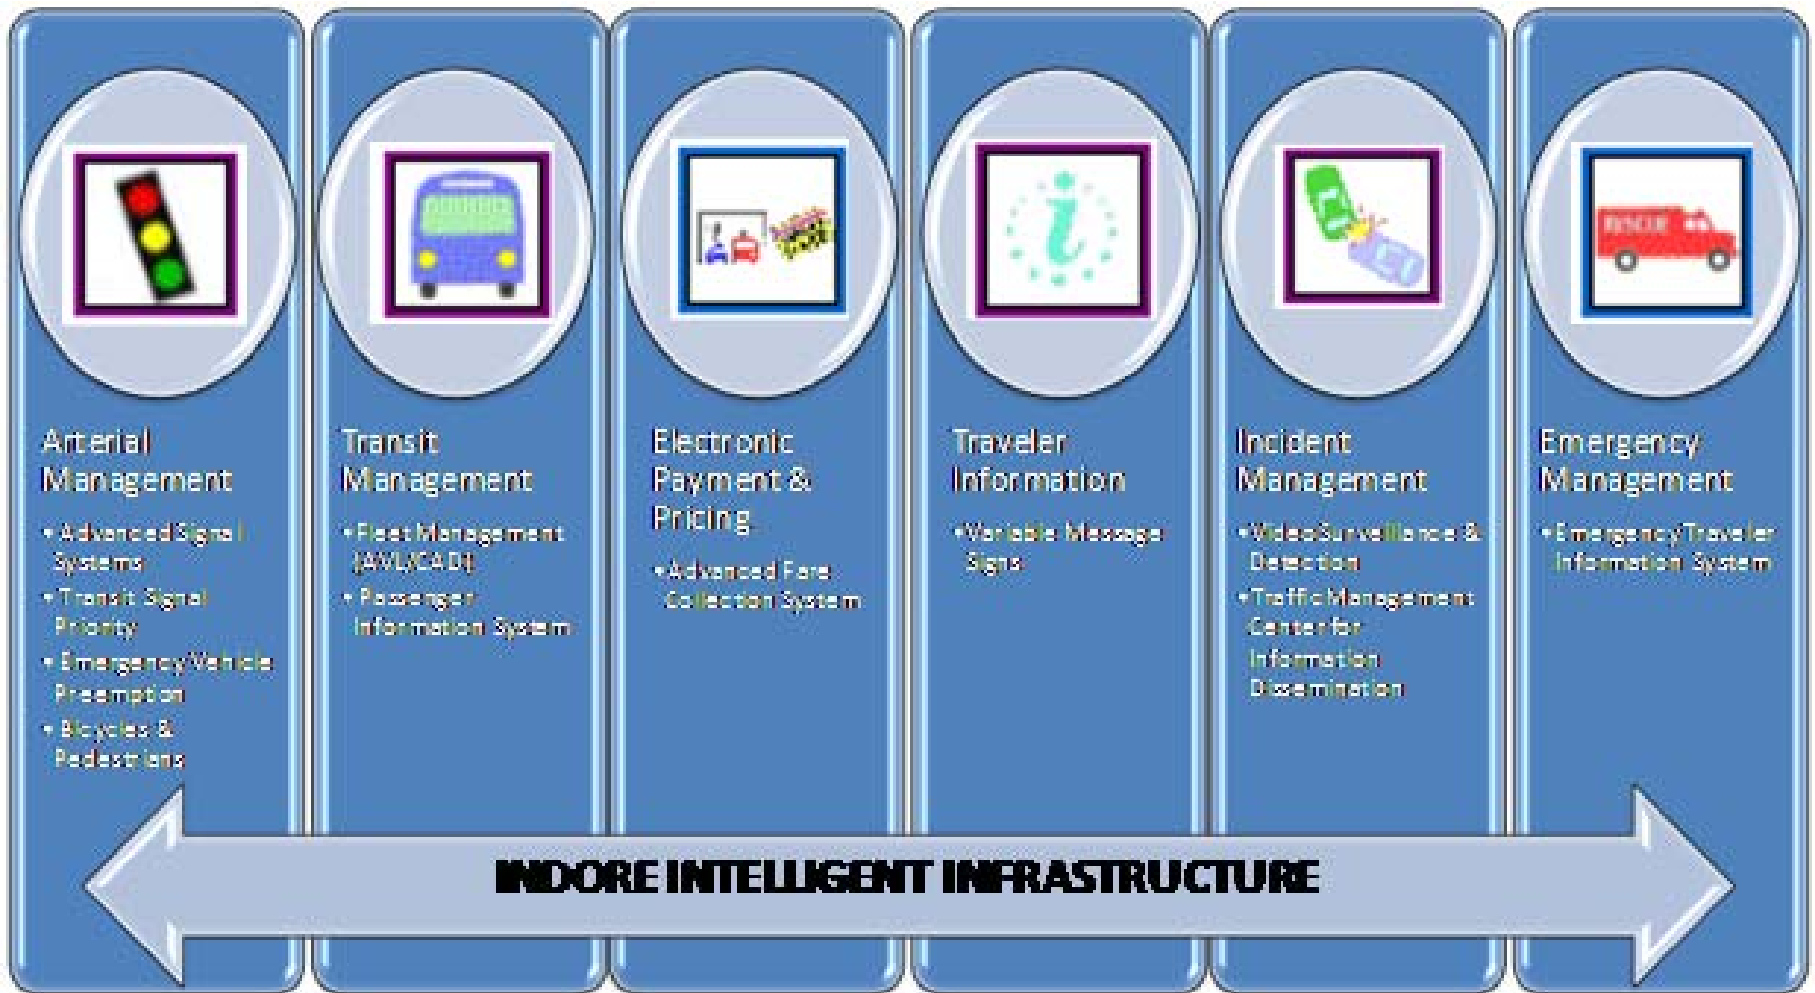 RESCUE
Arterial
Management
• Advanced Signal
Systems
• Transit Signal
Priority
• Emergency Vehicle
Preemption
• Bicycles &
Pedestrians
Transit
Management
• Fleet Management
(AVL/CAD)
• Passenger
Information System
Electronic
Payment &
Pricing
• Advanced Fare
Collection System
Traveler
Information
• Variable Message
Signs
Incident
Management
• Video Surveillance &
Detection
• Traffic Management
Center for
Information
Dissemination
Emergency
Management
• Emergency Traveler
Information System
INDORE INTELLIGENT INFRASTRUCTURE